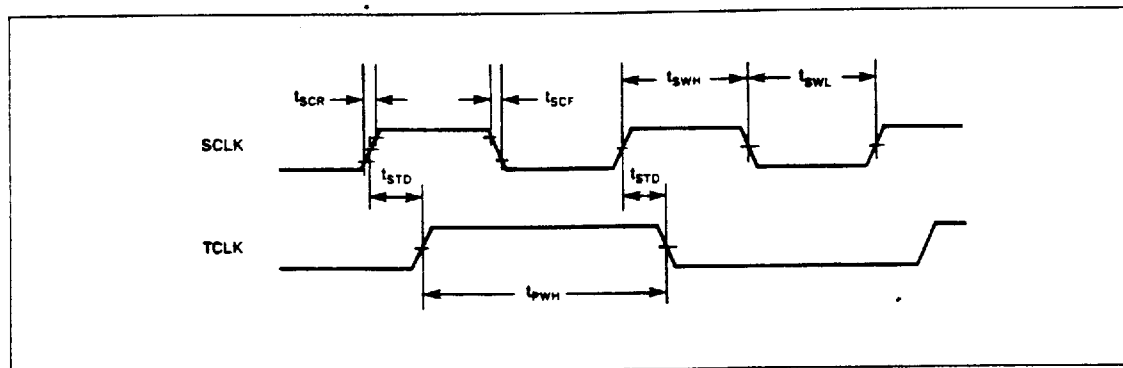 tSWH tSWL
tSCR tSCF
SCLK
tSTD tSTD
TCLK
tPWH